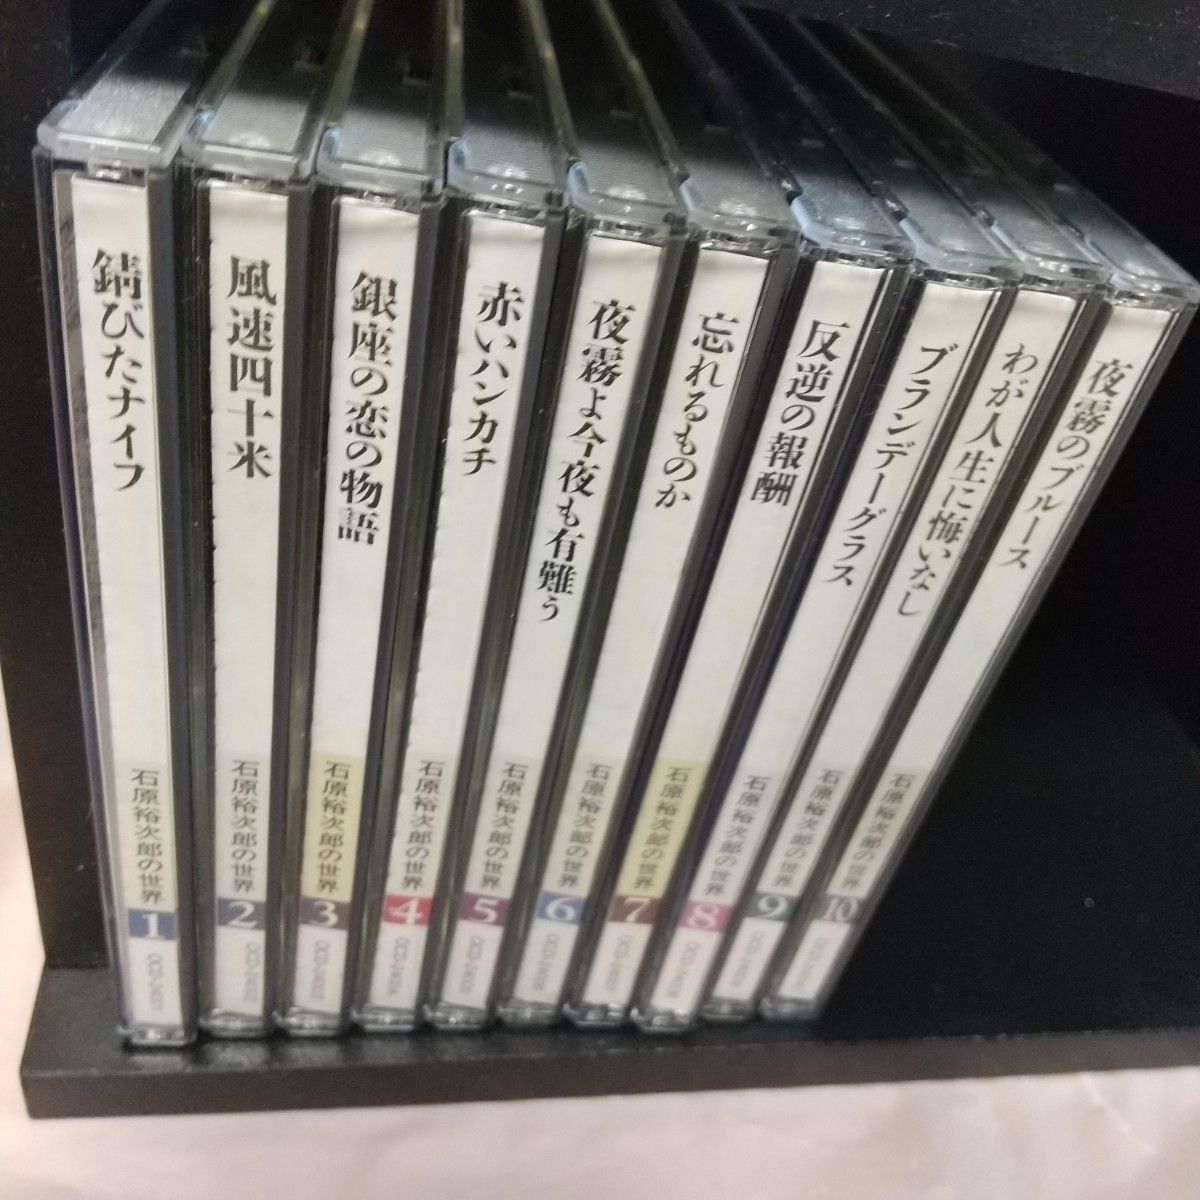 錆びたナイフ
石原裕次郎の世界
1
風速四十米
石原裕次郎の世界
2
銀座の恋の物語
石原裕次郎の世界
3
赤いハンカチ
石原裕次郎の世界
4
夜霧よ今夜も有難う
石原裕次郎の世界
5
忘れるものか
石原裕次郎の世界
6
反逆の報酬
石原裕次郎の世界
7
ブランデーグラス
石原裕次郎の世界
8
わが人生に悔いなし
石原裕次郎の世界
9
夜霧のブルース
石原裕次郎の世界
10